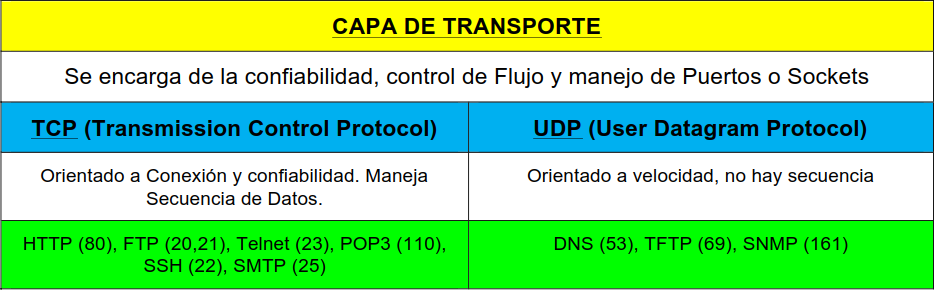 CAPA DE TRANSPORTE
Se encarga de la confiabilidad, control de Flujo y manejo de Puertos o Sockets
TCP (Transmission Control Protocol)
UDP (User Datagram Protocol)
Orientado a Conexión y confiabilidad. Maneja
Secuencia de Datos.
Orientado a velocidad, no hay secuencia
HTTP (80), FTP (20,21), Telnet (23), POP3 (110),
SSH (22), SMTP (25)
DNS (53), TFTP (69), SNMP (161)